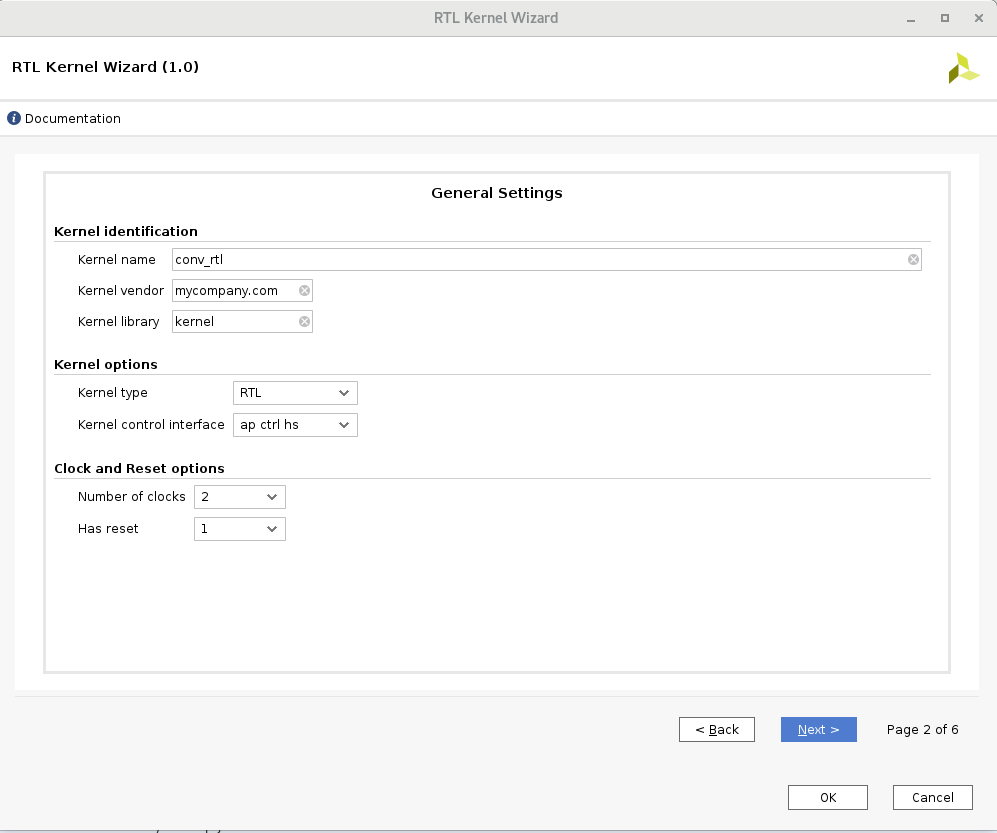 RTL Kernel Wizard
RTL Kernel Wizard (1.0)
Documentation
General Settings
Kernel identification
Kernel name conv_rtl
Kernel vendor mycompany.com
Kernel library kernel
Kernel options
Kernel type RTL
Kernel control interface ap ctrl hs
Clock and Reset options
Number of clocks 2
Has reset 1
< Back Next > Page 2 of 6
OK Cancel